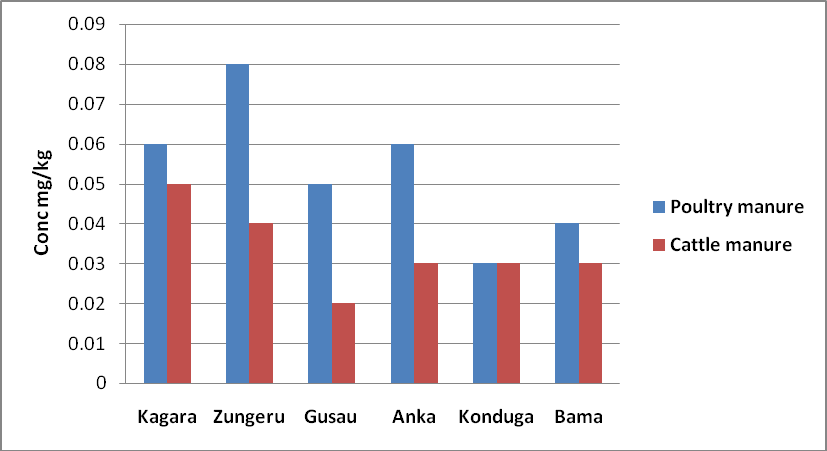 0.09
0.08
0.07
0.06
0.05
0.04
0.03
0.02
0.01
0
Conc mg/kg
Kagara Zungeru Gusau Anka Konduga Bama
Poultry manure
Cattle manure